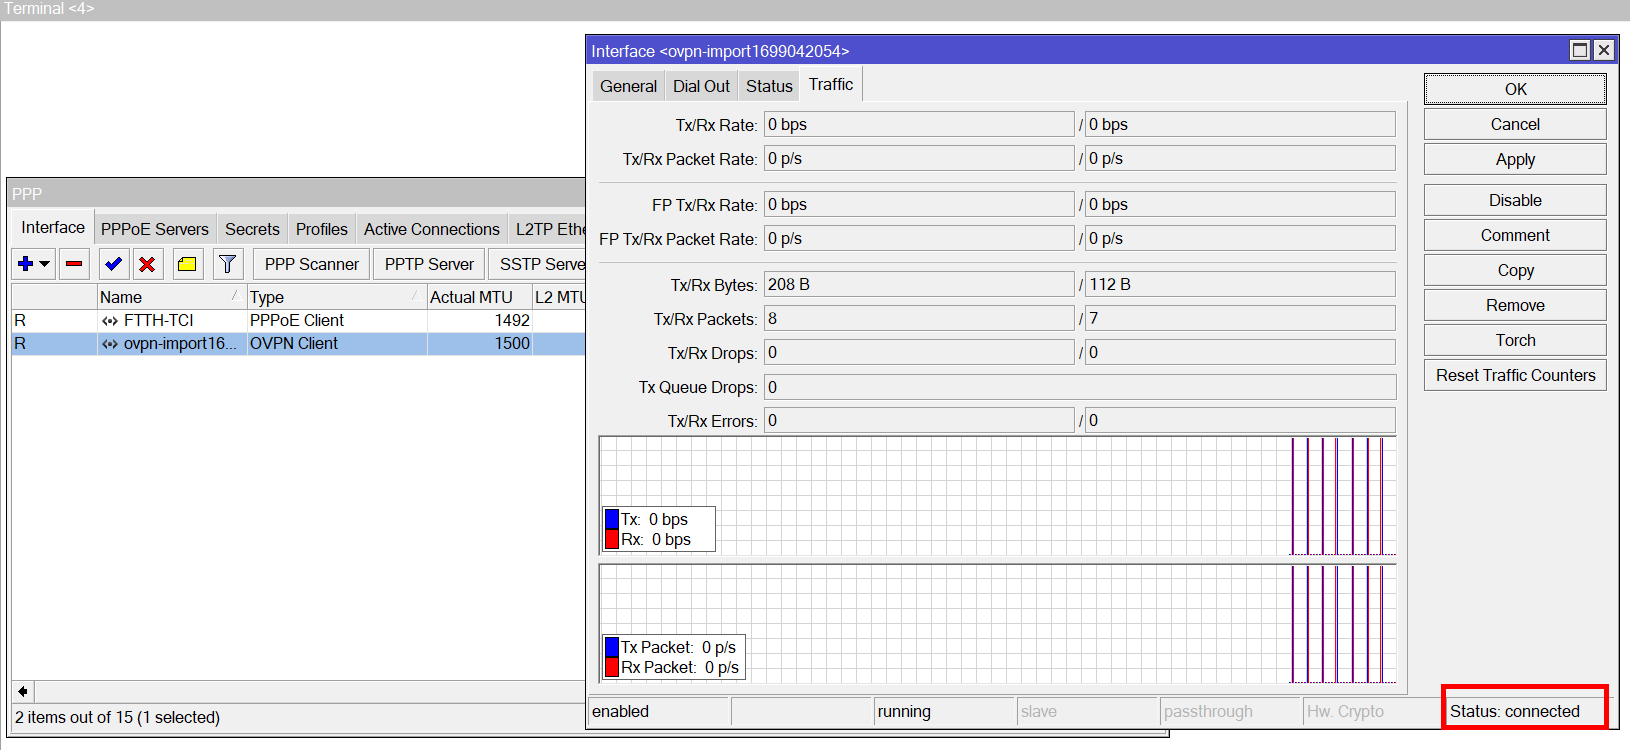 Terminal <4>
PPP
Interface PPPoE Servers Secrets Profiles Active Connections L2TP Ethe
PPP Scanner PPTP Server SSTP Serve
Name Type Actual MTU L2 MTU
R FTTH-TCI PPPoE Client 1492
R ovpn-import16... OVPN Client 1500
2 items out of 15 (1 selected)
Interface <ovpn-import1699042054>
General Dial Out Status Traffic
Tx/Rx Rate: 0 bps / 0 bps
Tx/Rx Packet Rate: 0 p/s / 0 p/s
FP Tx/Rx Rate: 0 bps / 0 bps
FP Tx/Rx Packet Rate: 0 p/s / 0 p/s
Tx/Rx Bytes: 208 B / 112 B
Tx/Rx Packets: 8 / 7
Tx/Rx Drops: 0 / 0
Tx Queue Drops: 0
Tx/Rx Errors: 0 / 0
Tx: 0 bps
Rx: 0 bps
Tx Packet: 0 p/s
Rx Packet: 0 p/s
OK
Cancel
Apply
Disable
Comment
Copy
Remove
Torch
Reset Traffic Counters
enabled running slave passthrough Hw. Crypto Status: connected